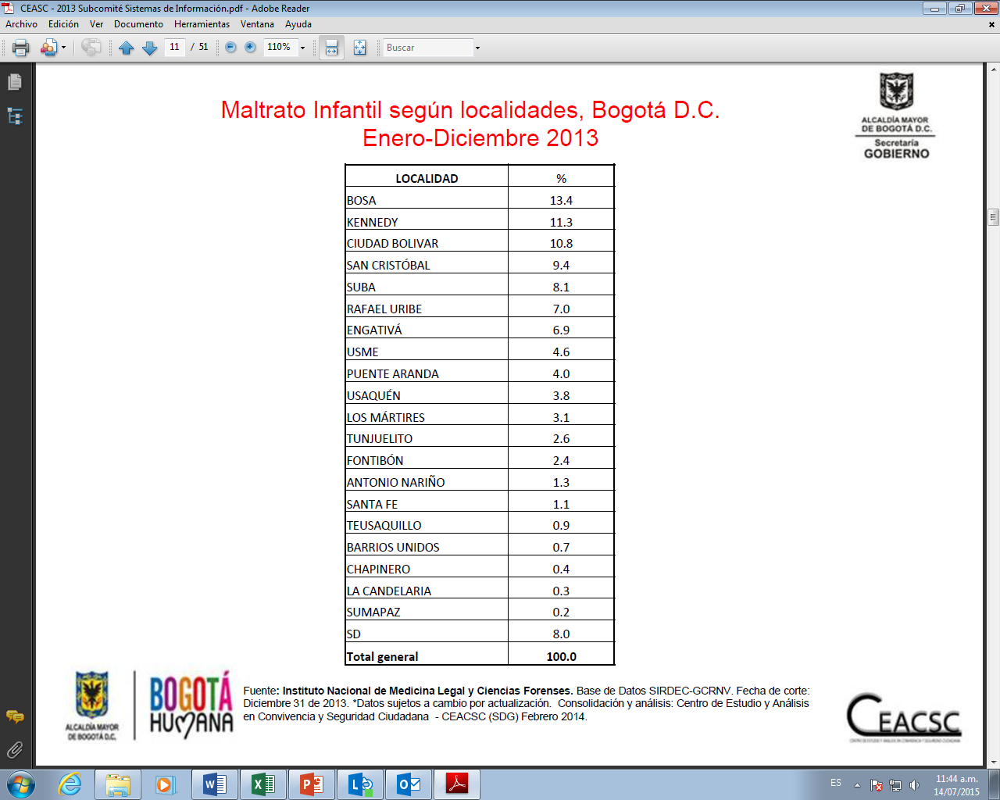 CEASC - 2013 Subcomité Sistemas de Información.pdf - Adobe Reader
Archivo Edición Ver Documento Herramientas Ventana Ayuda
11 / 51 110% Buscar
Maltrato Infantil según localidades, Bogotá D.C.
Enero-Diciembre 2013
ALCALDÍA MAYOR
DE BOGOTÁ D.C.
Secretaría
GOBIERNO
LOCALIDAD %
BOSA 13.4
KENNEDY 11.3
CIUDAD BOLIVAR 10.8
SAN CRISTÓBAL 9.4
SUBA 8.1
RAFAEL URIBE 7.0
ENGATIVÁ 6.9
USME 4.6
PUENTE ARANDA 4.0
USAQUÉN 3.8
LOS MÁRTIRES 3.1
TUNJUELITO 2.6
FONTIBÓN 2.4
ANTONIO NARIÑO 1.3
SANTA FE 1.1
TEUSAQUILLO 0.9
BARRIOS UNIDOS 0.7
CHAPINERO 0.4
LA CANDELARIA 0.3
SUMAPAZ 0.2
SD 8.0
Total general 100.0
ALCALDÍA MAYOR
DE BOGOTÁ D.C.
BOGOTÁ
HUMANA
Fuente: Instituto Nacional de Medicina Legal y Ciencias Forenses. Base de Datos SIRDEC-GCRNV. Fecha de corte:
Diciembre 31 de 2013. *Datos sujetos a cambio por actualización. Consolidación y análisis: Centro de Estudio y Análisis
en Convivencia y Seguridad Ciudadana - CEACSC (SDG) Febrero 2014.
CEACSC
ES 11:44 a.m.
14/07/2015